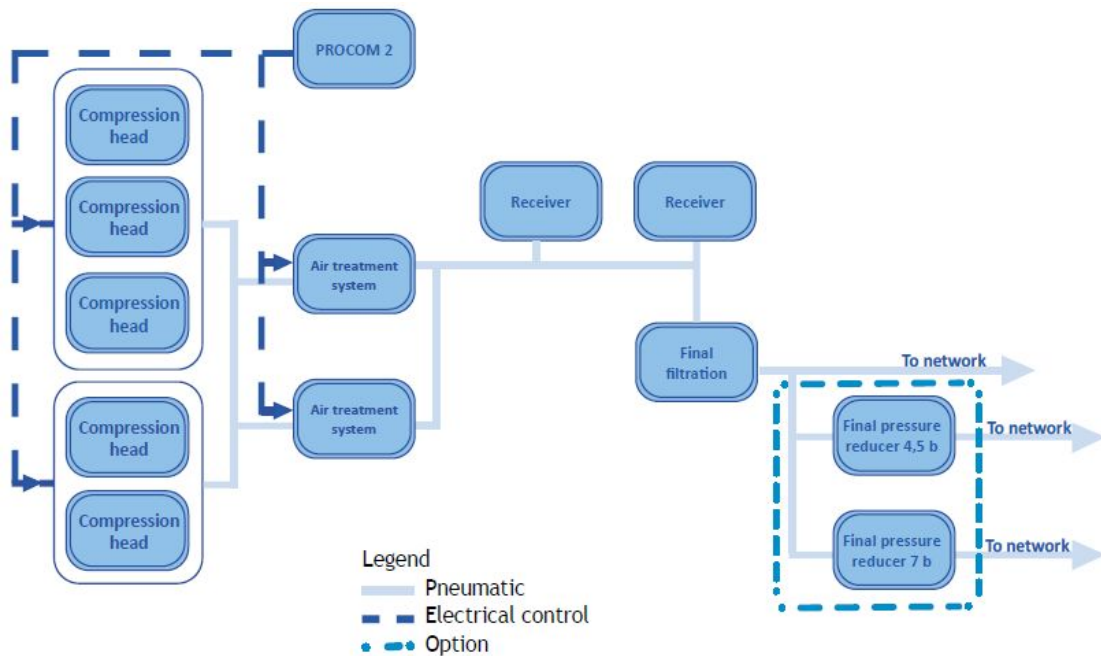 PROCOM 2
Compression
head
Compression
head
Compression
head
Compression
head
Compression
head
Air treatment
system
Air treatment
system
Receiver
Receiver
Final
filtration
To network
Final pressure
reducer 4,5 b
To network
Final pressure
reducer 7 b
To network
Legend
Pneumatic
Electrical control
Option